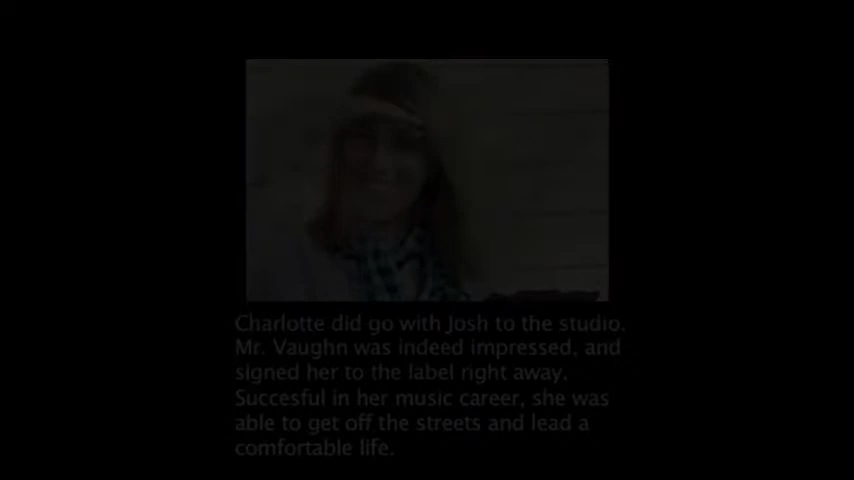 Charlotte did go with Josh to the studio.
Mr. Vaughn was indeed impressed, and
signed her to the label right away.
Succesful in her music career, she was
able to get off the streets and lead a
comfortable life.